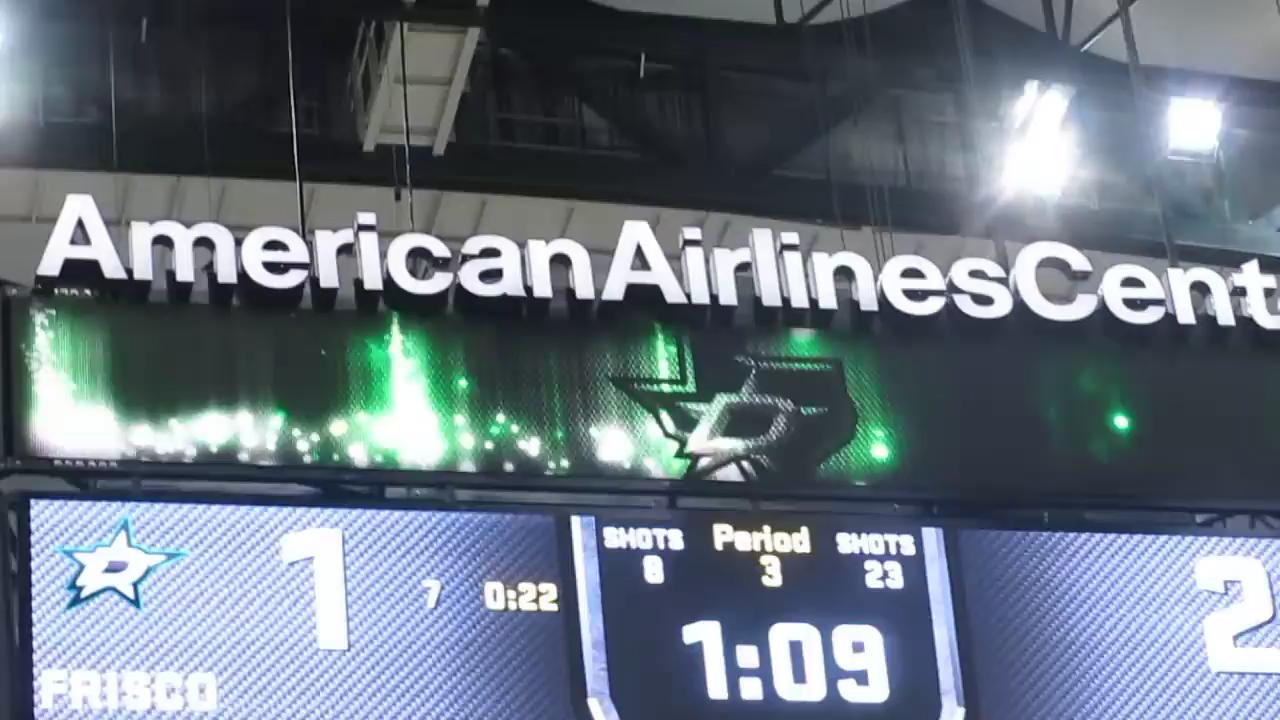 AmericanAirlinesCent
1
7
0:22
FRISCO
SHOTS Period SHOTS
8 3 23
1:09
2